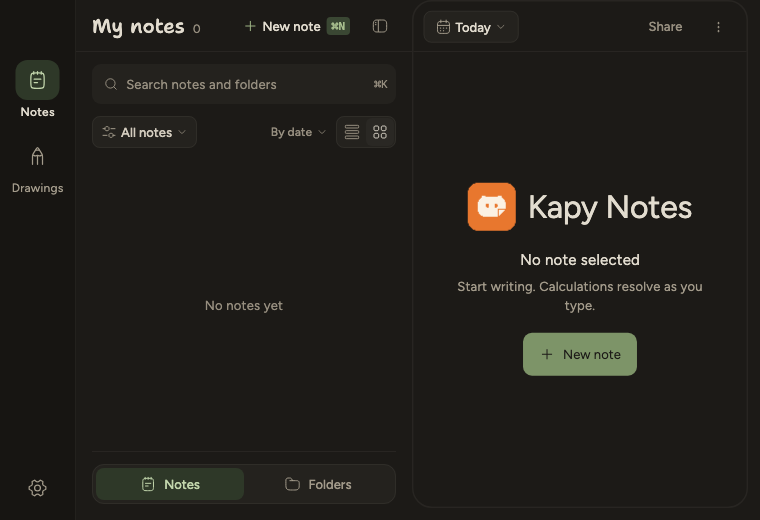 My notes 0
New note ⌘N
Today
Share
Notes
Drawings
Search notes and folders ⌘K
All notes
By date
No notes yet
Kapy Notes
No note selected
Start writing. Calculations resolve as you
type.
New note
Notes
Folders